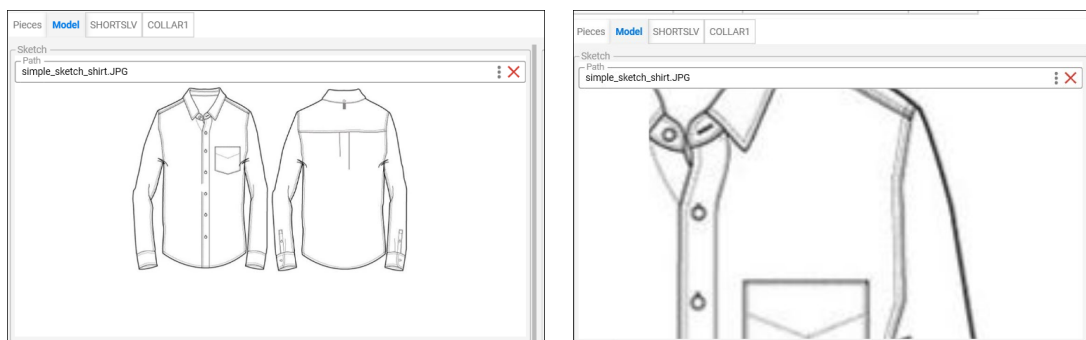 Pieces Model SHORTSLV COLLAR1
Sketch
Path
simple_sketch_shirt.JPG
Pieces Model SHORTSLV COLLAR1
Sketch
Path
simple_sketch_shirt.JPG